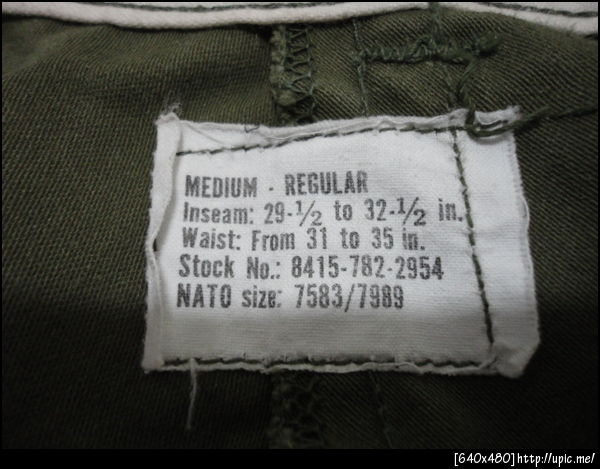 MEDIUM - REGULAR
Inseam: 29-½ to 32-½ in.
Waist: From 31 to 35 in.
Stock No.: 8415-782-2954
NATO size: 7583/7989
[640x480]http://upic.me/